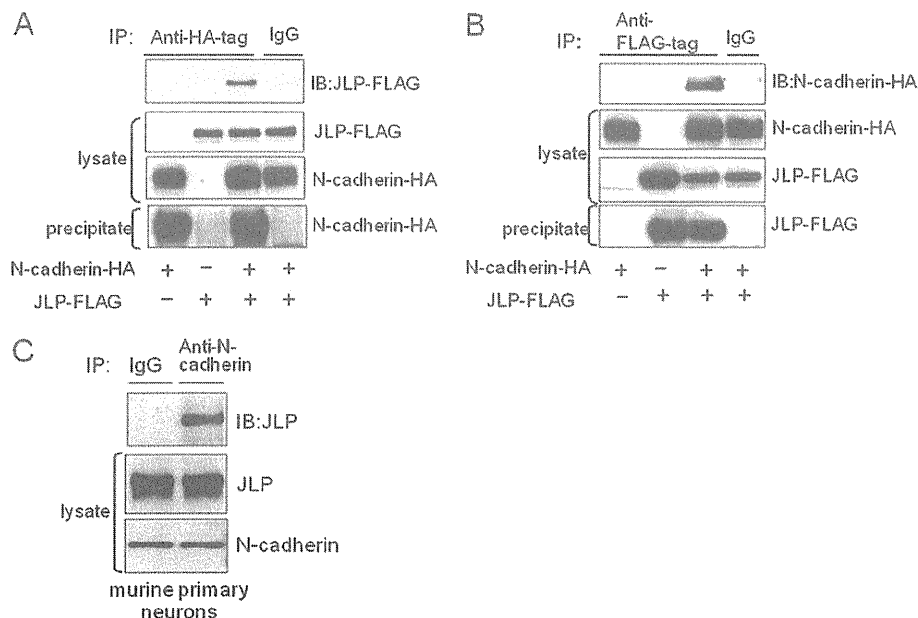 A
IP: Anti-HA-tag IgG
IB:JLP-FLAG
JLP-FLAG
lysate
N-cadherin-HA
precipitate
N-cadherin-HA
N-cadherin-HA + − + +
JLP-FLAG − + + +
B
IP: Anti-FLAG-tag IgG
IB:N-cadherin-HA
N-cadherin-HA
lysate
JLP-FLAG
precipitate
JLP-FLAG
N-cadherin-HA + − + +
JLP-FLAG − + + +
C
IP: IgG Anti-N-cadherin
IB:JLP
JLP
lysate
N-cadherin
murine primary
neurons